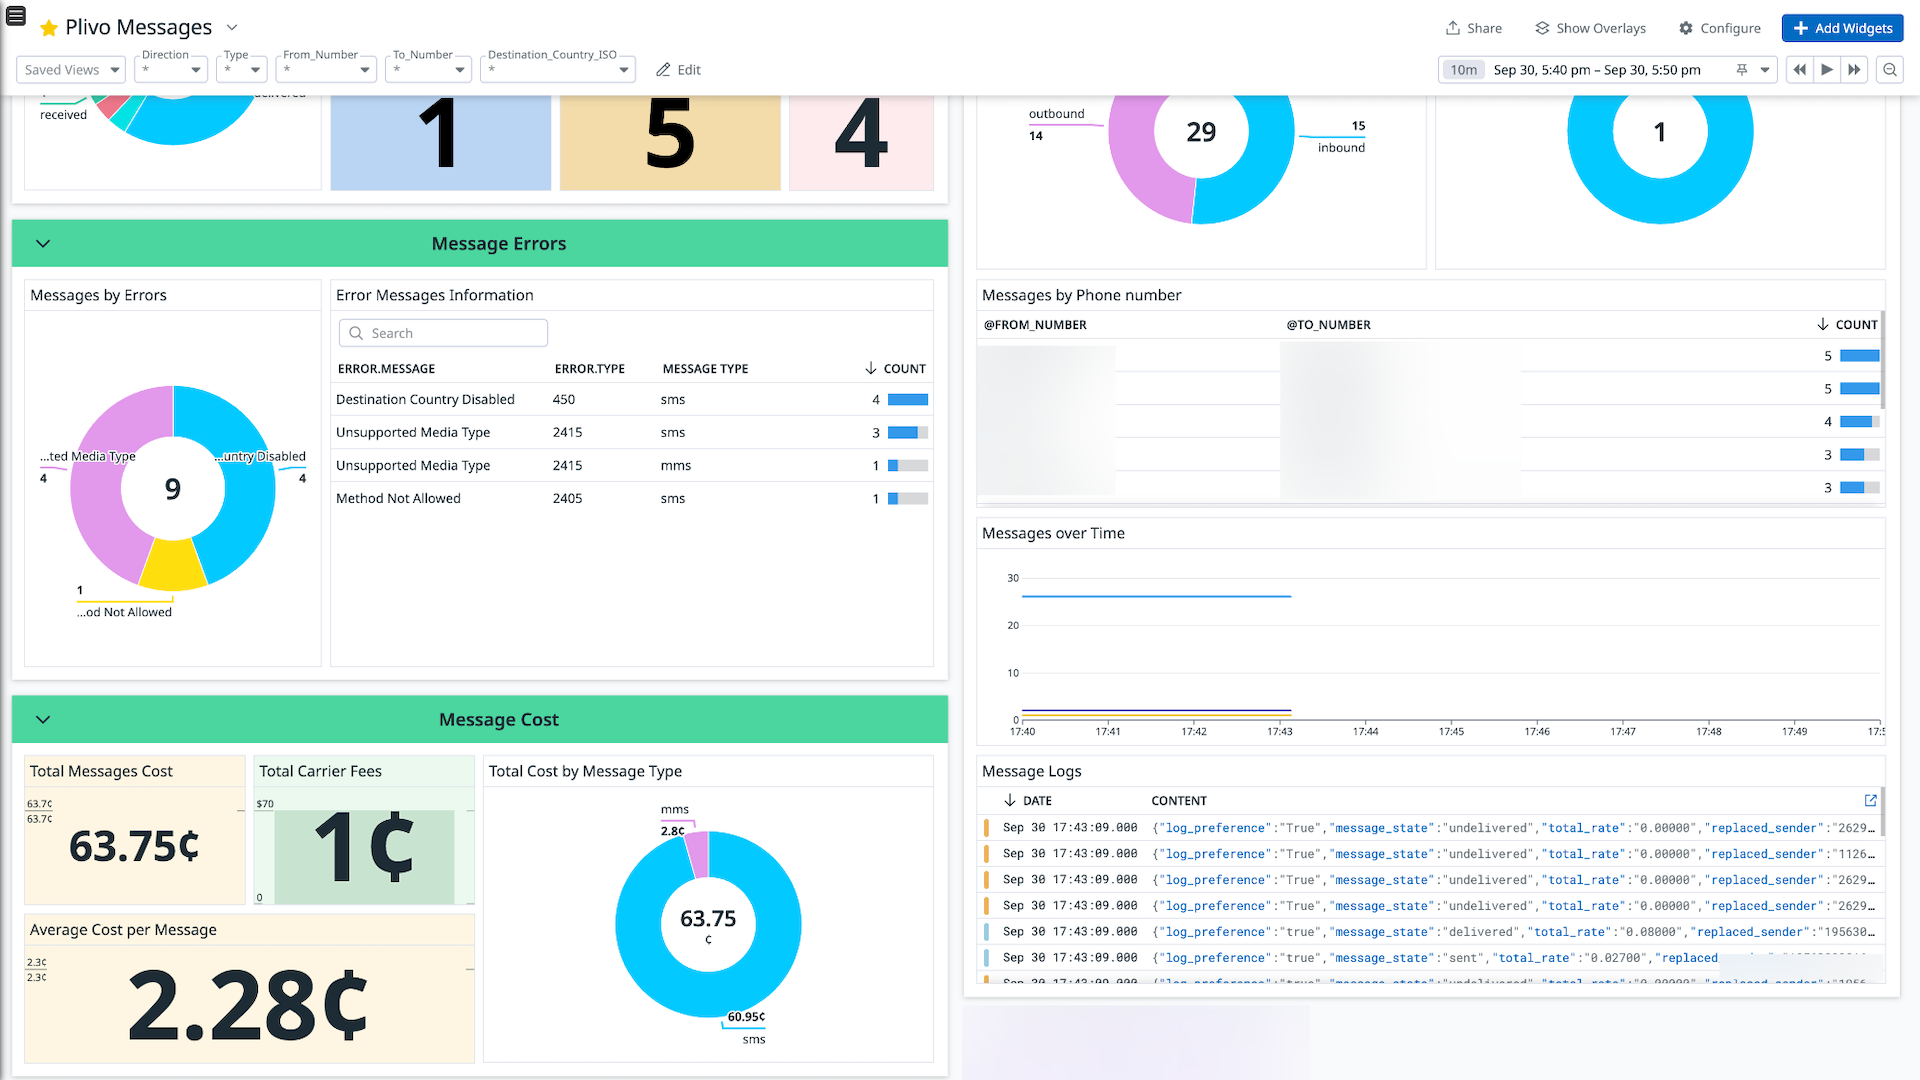 Plivo Messages
Share
Show Overlays
Configure
Add Widgets
Saved Views
Direction
*
Type
*
From_Number
*
To_Number
*
Destination_Country_ISO
*
Edit
10m
Sep 30, 5:40 pm – Sep 30, 5:50 pm
received
1
5
4
outbound
14
29
15
inbound
1
Message Errors
Messages by Errors
...ted Media Type
4
...untry Disabled
4
9
1
...od Not Allowed
Error Messages Information
Search
ERROR.MESSAGE ERROR.TYPE MESSAGE TYPE COUNT
Destination Country Disabled 450 sms 4
Unsupported Media Type 2415 sms 3
Unsupported Media Type 2415 mms 1
Method Not Allowed 2405 sms 1
Messages by Phone number
@FROM_NUMBER @TO_NUMBER COUNT
5
5
4
3
3
Messages over Time
30
20
10
0
17:40 17:41 17:42 17:43 17:44 17:45 17:46 17:47 17:48 17:49 17:5
Message Cost
Total Messages Cost
63.7¢
63.7¢
63.75¢
Total Carrier Fees
$70
1¢
0
Average Cost per Message
2.3¢
2.3¢
2.28¢
Total Cost by Message Type
mms
2.8¢
63.75
¢
60.95¢
sms
Message Logs
DATE CONTENT
Sep 30 17:43:09.000 {"log_preference":"True","message_state":"undelivered","total_rate":"0.00000","replaced_sender":"2629…
Sep 30 17:43:09.000 {"log_preference":"True","message_state":"undelivered","total_rate":"0.00000","replaced_sender":"1126…
Sep 30 17:43:09.000 {"log_preference":"True","message_state":"undelivered","total_rate":"0.00000","replaced_sender":"2629…
Sep 30 17:43:09.000 {"log_preference":"True","message_state":"undelivered","total_rate":"0.00000","replaced_sender":"2629…
Sep 30 17:43:09.000 {"log_preference":"true","message_state":"delivered","total_rate":"0.08000","replaced_sender":"195630…
Sep 30 17:43:09.000 {"log_preference":"true","message_state":"sent","total_rate":"0.02700","replaced